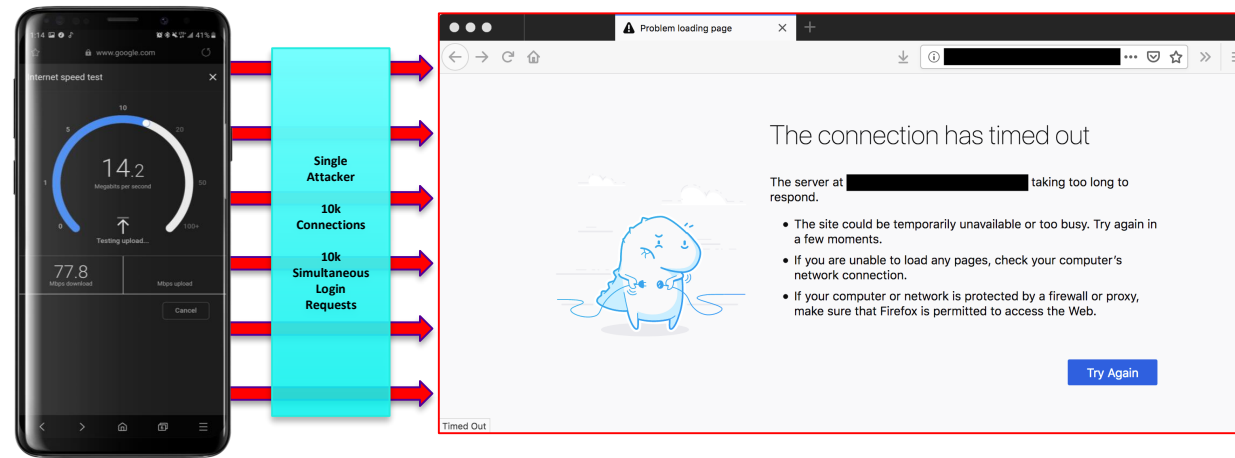 1:14
41%
www.google.com
Internet speed test
10
5
20
14.2
Megabits per second
1
50
0
100+
Testing upload...
77.8
Mbps download
Mbps upload
Cancel
Single
Attacker
10k
Connections
10k
Simultaneous
Login
Requests
Problem loading page
The connection has timed out
The server at
taking too long to
respond.
• The site could be temporarily unavailable or too busy. Try again in
a few moments.
• If you are unable to load any pages, check your computer's
network connection.
• If your computer or network is protected by a firewall or proxy,
make sure that Firefox is permitted to access the Web.
Try Again
Timed Out